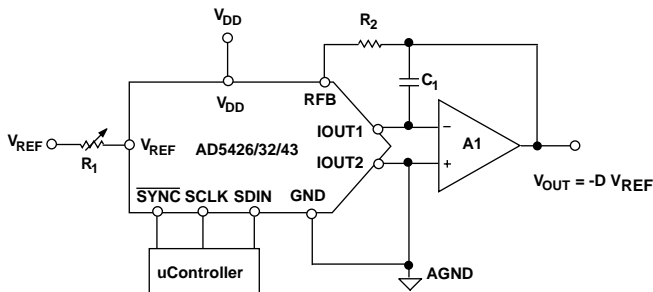 VDD
R2
VDD
RFB
C1
VREF
R1
VREF
AD5426/32/43
IOUT1
IOUT2
A1
VOUT = -D VREF
SYNC SCLK SDIN GND
uController
AGND